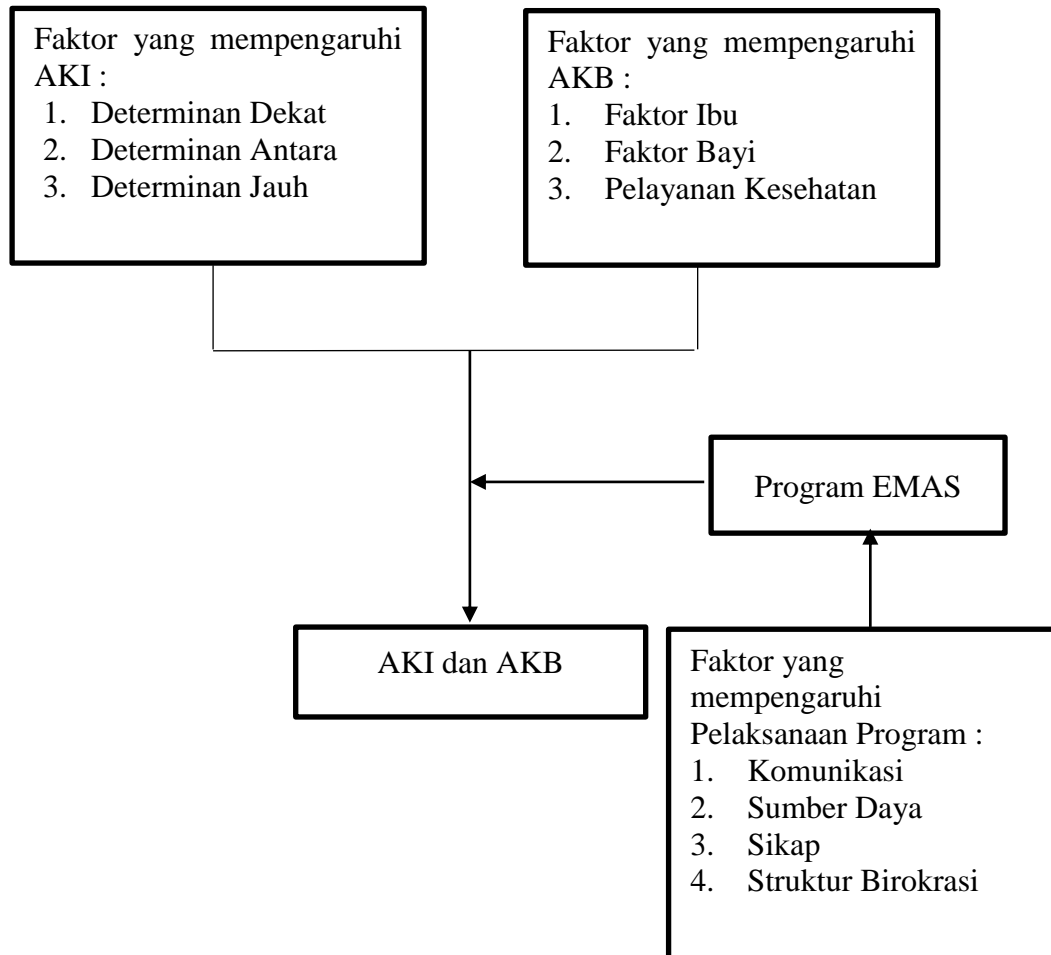 Faktor yang mempengaruhi
AKI :
1. Determinan Dekat
2. Determinan Antara
3. Determinan Jauh
Faktor yang mempengaruhi
AKB :
1. Faktor Ibu
2. Faktor Bayi
3. Pelayanan Kesehatan
Program EMAS
AKI dan AKB
Faktor yang
mempengaruhi
Pelaksanaan Program :
1. Komunikasi
2. Sumber Daya
3. Sikap
4. Struktur Birokrasi